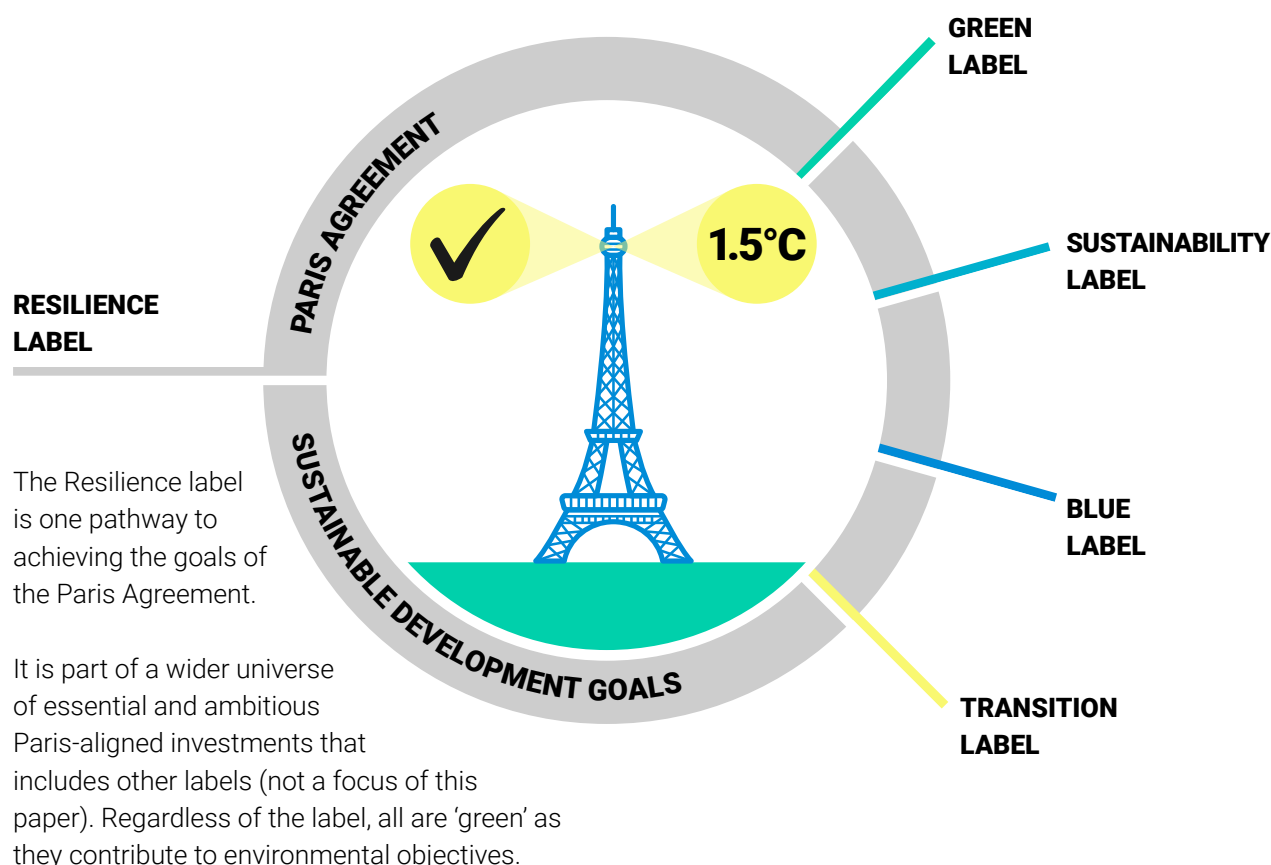 GREEN
LABEL
PARIS AGREEMENT
1.5°C
SUSTAINABILITY
LABEL
RESILIENCE
LABEL
SUSTAINABLE DEVELOPMENT GOALS
The Resilience label
is one pathway to
achieving the goals of
the Paris Agreement.
BLUE
LABEL
It is part of a wider universe
of essential and ambitious
Paris-aligned investments that
includes other labels (not a focus of this
paper). Regardless of the label, all are ‘green’ as
they contribute to environmental objectives.
TRANSITION
LABEL